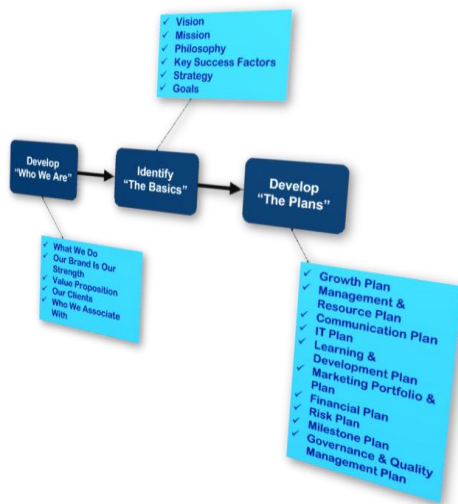 Vision
Mission
Philosophy
Key Success Factors
Strategy
Goals
Develop
"Who We Are"
Identify
"The Basics"
Develop
"The Plans"
What We Do
Our Brand Is Our
Strength
Value Proposition
Our Clients
Who We Associate
With
Growth Plan
Management &
Resource Plan
Communication Plan
IT Plan
Learning &
Development Plan
Marketing Portfolio &
Plan
Financial Plan
Risk Plan
Milestone Plan
Governance & Quality
Management Plan